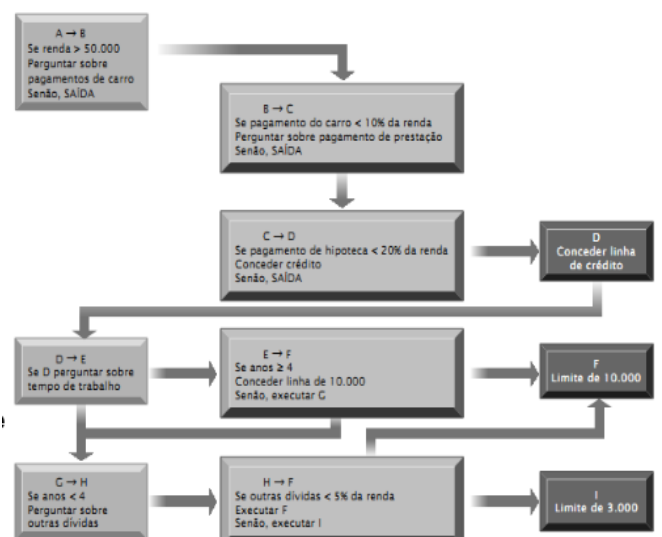 A → B
Se renda > 50.000
Perguntar sobre
pagamentos de carro
Senão, SAÍDA
B → C
Se pagamento do carro < 10% da renda
Perguntar sobre pagamento de prestação
Senão, SAÍDA
C → D
Se pagamento de hipoteca < 20% da renda
Conceder crédito
Senão, SAÍDA
D
Conceder linha
de crédito
D → E
Se D perguntar sobre
tempo de trabalho
E → F
Se anos ≥ 4
Conceder linha de 10.000
Senão, executar G
F
Limite de 10.000
G → H
Se anos < 4
Perguntar sobre
outras dívidas
H → F
Se outras dívidas < 5% da renda
Executar F
Senão, executar I
I
Limite de 3.000